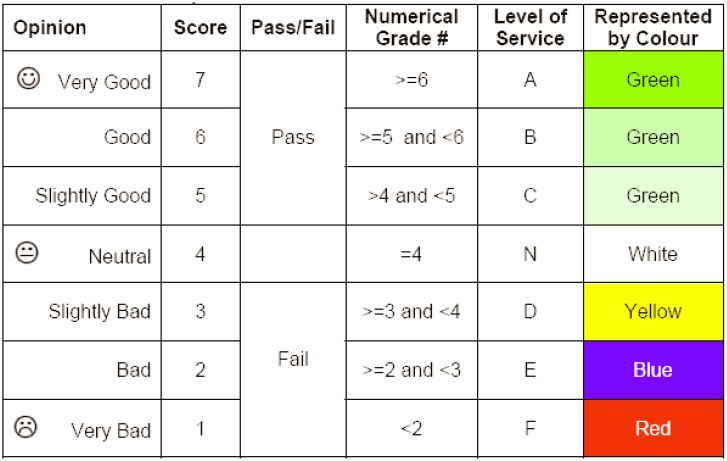 Opinion Score Pass/Fail Numerical Grade # Level of Service Represented by Colour
Very Good 7 >=6 A Green
Good 6 Pass >=5 and <6 B Green
Slightly Good 5 >4 and <5 C Green
Neutral 4 =4 N White
Slightly Bad 3 >=3 and <4 D Yellow
Bad 2 Fail >=2 and <3 E Blue
Very Bad 1 <2 F Red